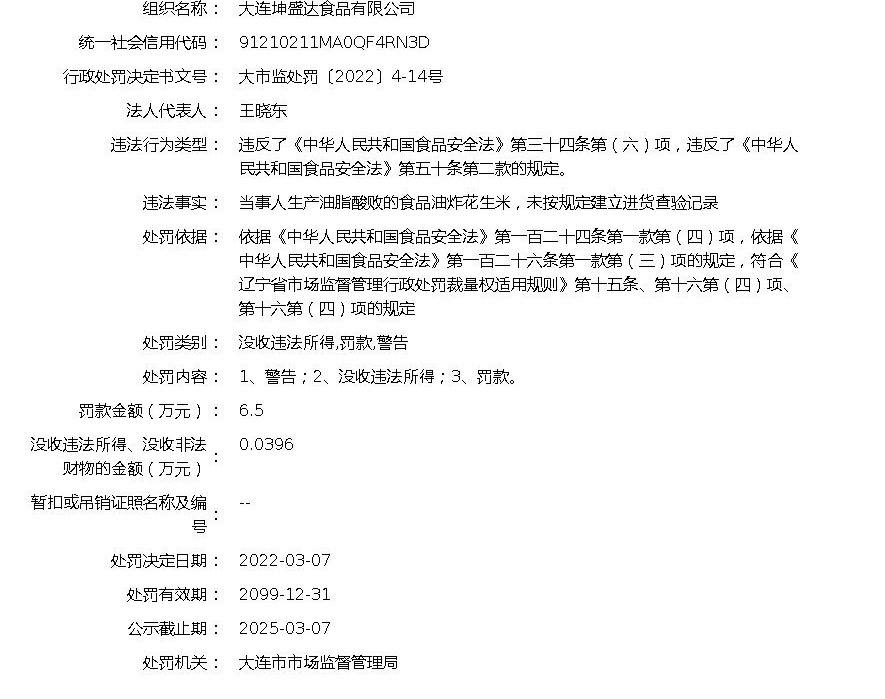 组织名称： 大连坤盛达食品有限公司
统一社会信用代码： 91210211MA0QF4RN3D
行政处罚决定书文号： 大市监处罚〔2022〕4-14号
法人代表人： 王晓东
违法行为类型： 违反了《中华人民共和国食品安全法》第三十四条第（六）项，违反了《中华人
民共和国食品安全法》第五十条第二款的规定。
违法事实： 当事人生产油脂酸败的食品油炸花生米，未按规定建立进货查验记录
处罚依据： 依据《中华人民共和国食品安全法》第一百二十四条第一款第（四）项，依据《
中华人民共和国食品安全法》第一百二十六条第一款第（三）项的规定，符合《
辽宁省市场监督管理行政处罚裁量权适用规则》第十五条、第十六第（四）项、
第十六第（四）项的规定
处罚类别： 没收违法所得,罚款,警告
处罚内容： 1、警告；2、没收违法所得；3、罚款。
罚款金额（万元）： 6.5
没收违法所得、没收非法
财物的金额（万元）： 0.0396
暂扣或吊销证照名称及编
号： --
处罚决定日期： 2022-03-07
处罚有效期： 2099-12-31
公示截止期： 2025-03-07
处罚机关： 大连市市场监督管理局